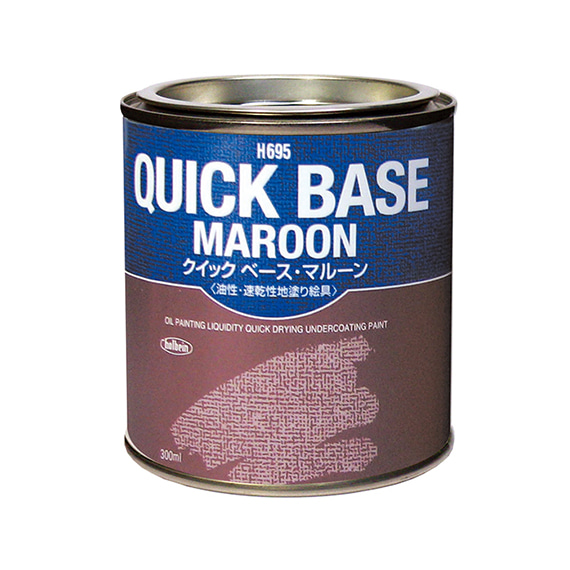 H695
QUICK BASE
MAROON
クイック ベース・マルーン
〈油性・速乾性地塗り絵具〉
OIL PAINTING LIQUIDITY QUICK DRYING UNDERCOATING PAINT
holbein
300ml